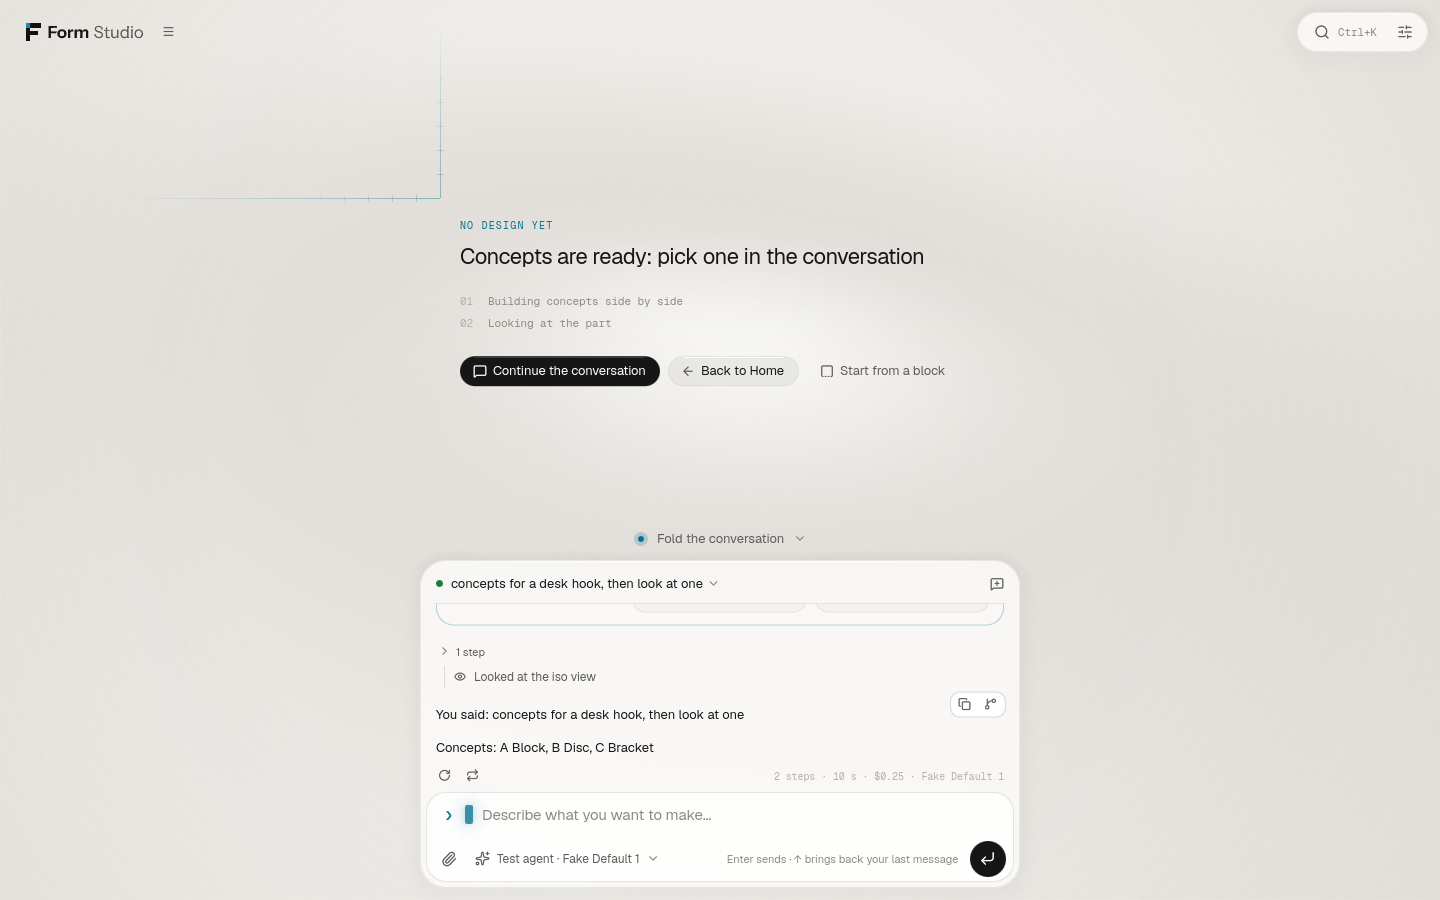 Form Studio
Ctrl+K
NO DESIGN YET
Concepts are ready: pick one in the conversation
01 Building concepts side by side
02 Looking at the part
Continue the conversation
Back to Home
Start from a block
Fold the conversation
concepts for a desk hook, then look at one
1 step
Looked at the iso view
You said: concepts for a desk hook, then look at one
Concepts: A Block, B Disc, C Bracket
2 steps · 10 s · $0.25 · Fake Default 1
Describe what you want to make...
Test agent · Fake Default 1
Enter sends · ↑ brings back your last message